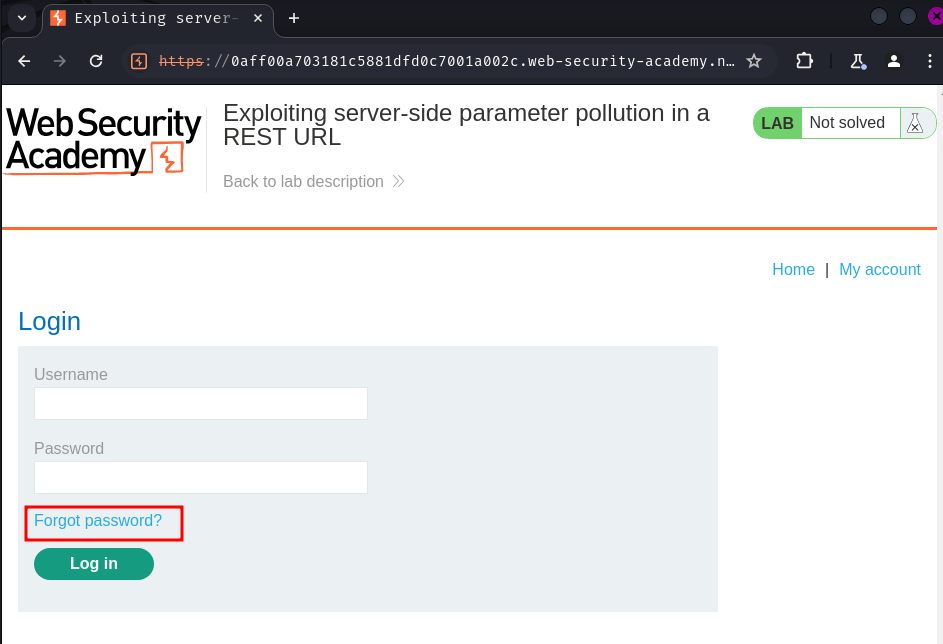 Exploiting server-
https://0aff00a703181c5881dfd0c7001a002c.web-security-academy.n…
Web Security
Academy
Exploiting server-side parameter pollution in a
REST URL
LAB Not solved
Back to lab description
Home | My account
Login
Username
Password
Forgot password?
Log in